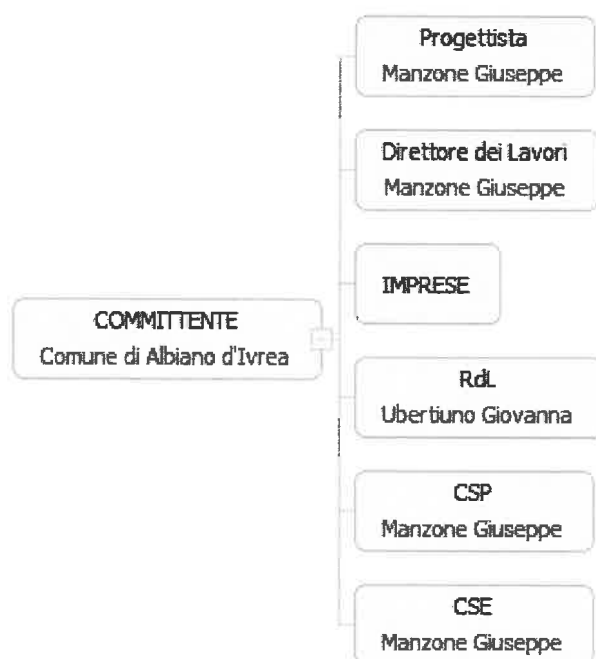 Progettista
Manzone Giuseppe
Direttore dei Lavori
Manzone Giuseppe
IMPRESE
COMMITTENTE
Comune di Albiano d'Ivrea
RdL
Ubertiuno Giovanna
CSP
Manzone Giuseppe
CSE
Manzone Giuseppe